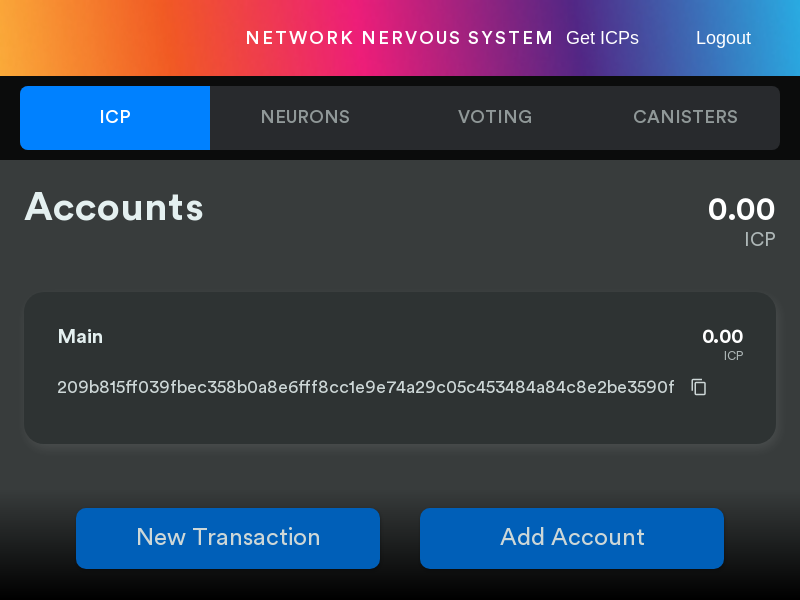 NETWORK NERVOUS SYSTEM Get ICPs Logout
ICP NEURONS VOTING CANISTERS
Accounts 0.00
ICP
Main 0.00
ICP
209b815ff039fbec358b0a8e6fff8cc1e9e74a29c05c453484a84c8e2be3590f
New Transaction Add Account